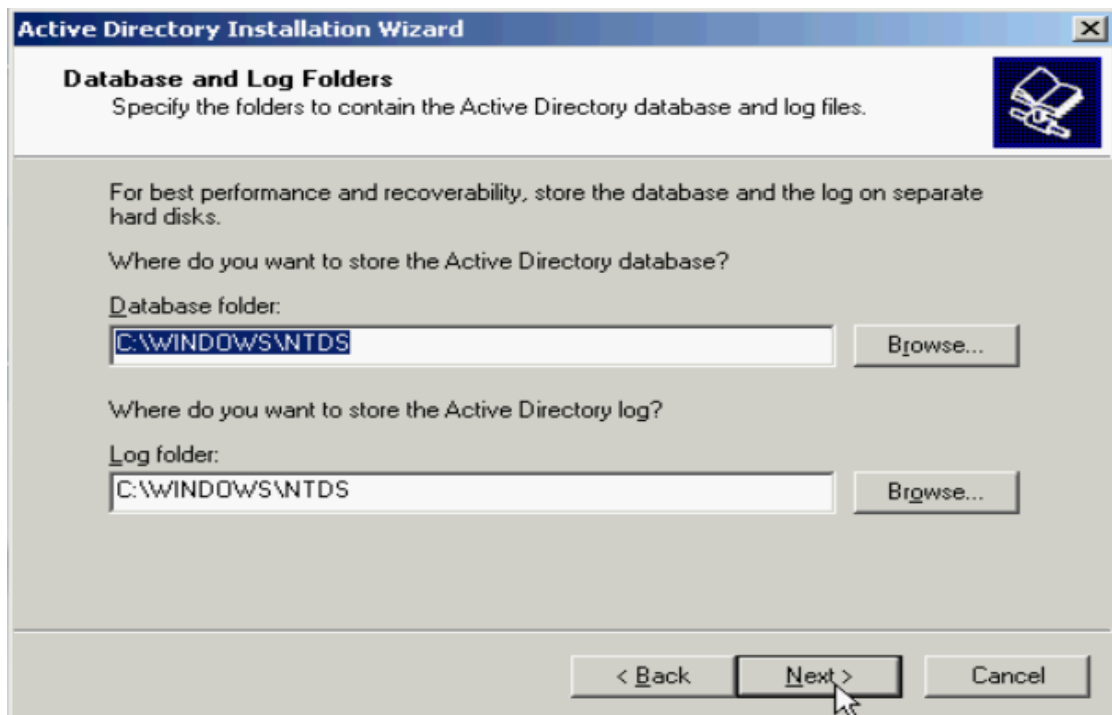 Active Directory Installation Wizard
Database and Log Folders
Specify the folders to contain the Active Directory database and log files.
For best performance and recoverability, store the database and the log on separate
hard disks.
Where do you want to store the Active Directory database?
Database folder:
C:\WINDOWS\NTDS
Browse...
Where do you want to store the Active Directory log?
Log folder:
C:\WINDOWS\NTDS
Browse...
< Back
Next >
Cancel